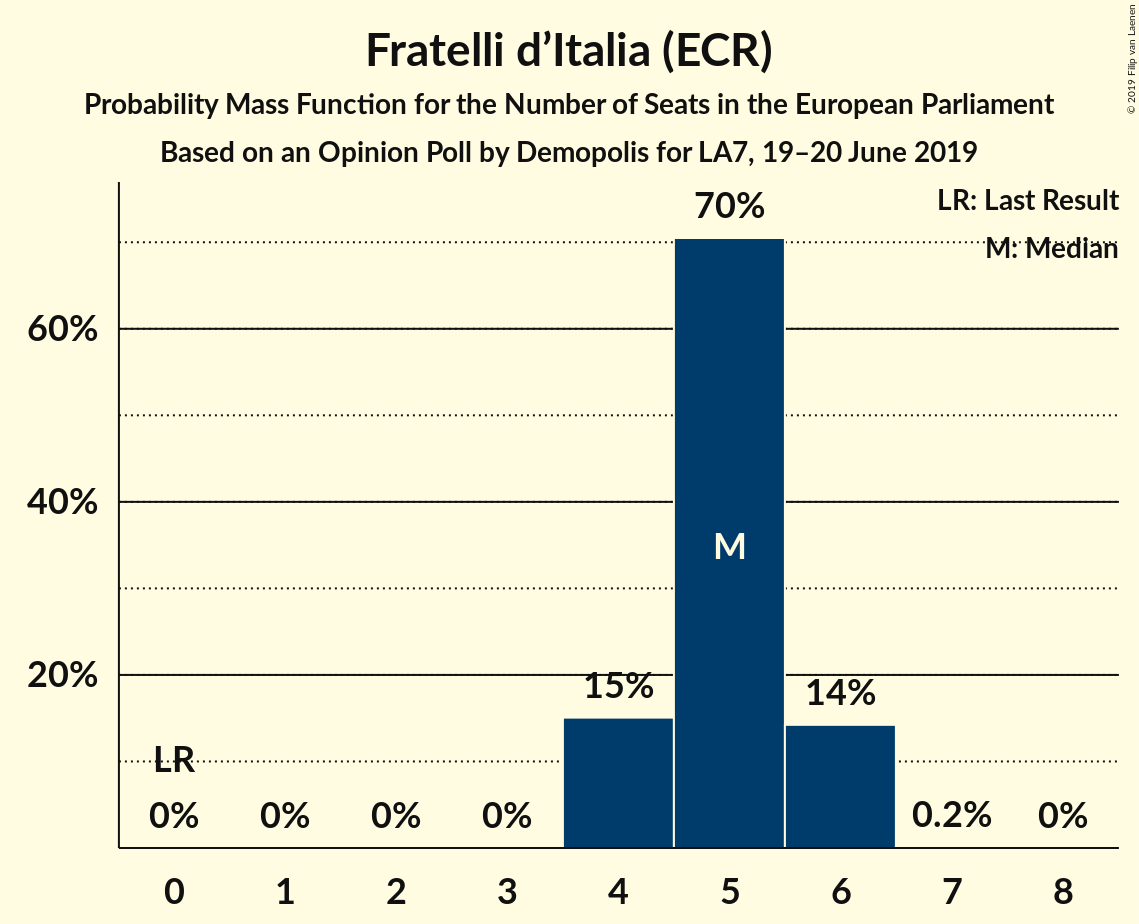 Fratelli d’Italia (ECR)
Probability Mass Function for the Number of Seats in the European Parliament
Based on an Opinion Poll by Demopolis for LA7, 19–20 June 2019
© 2019 Filip van Laenen
LR: Last Result
M: Median
70%
60%
40%
20%
M
15%
14%
LR
0%
0%
0%
0%
0.2%
0%
0 1 2 3 4 5 6 7 8